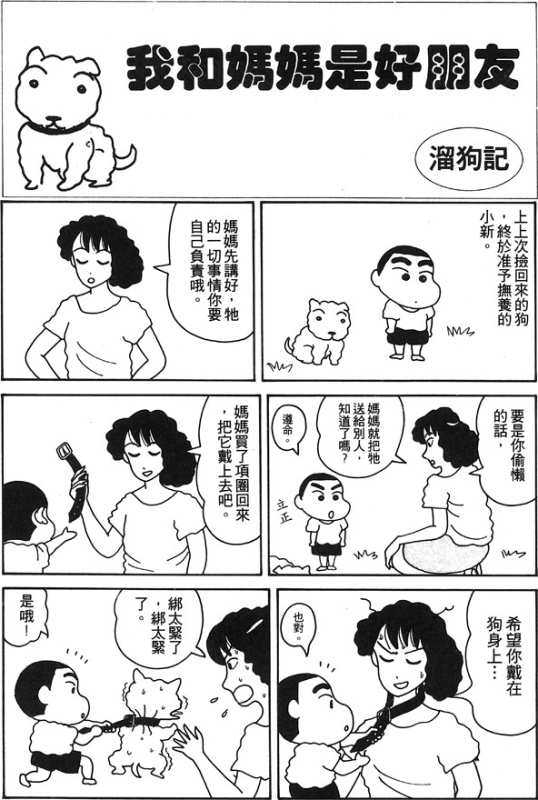 我和媽媽是好朋友
溜狗記
上上次撿回來的狗
，終於准予撫養的
小新。
媽媽先講好，牠
的一切事情你要
自己負責哦。
要是你偷懶
的話，
媽媽就把牠
送給別人，
知道了嗎？
遵命。
立正
媽媽買了項圈回來
，把它戴上去吧。
希望你戴在
狗身上…
也對。
綁太緊了
，綁太緊
了。
是哦！